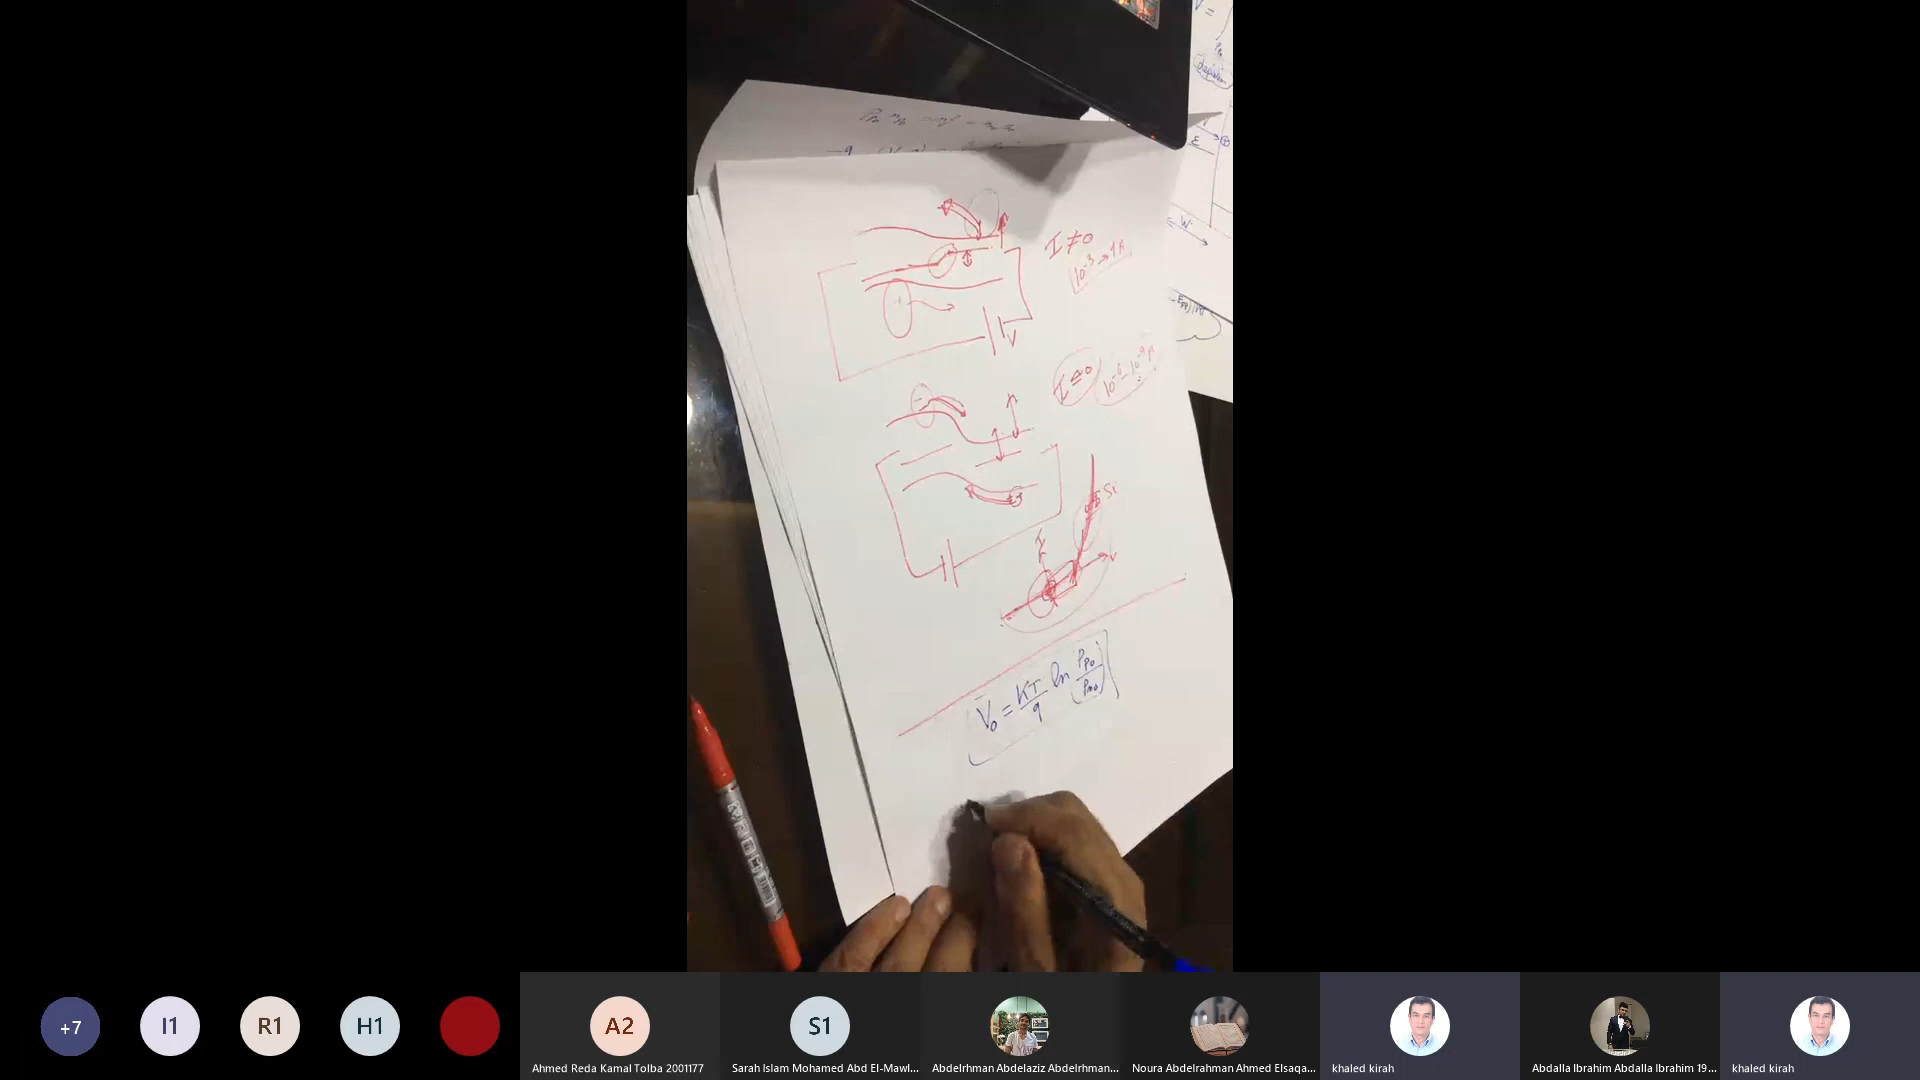 I ≠ 0
10⁻³ → 1A
V
I ≃ 0
10⁻⁶ - 10⁻⁹ A
Si
I
V
V₀ = KT/q ln Pp₀/Pn₀
W
+7
I1
R1
H1
A2
S1
Ahmed Reda Kamal Tolba 2001177
Sarah Islam Mohamed Abd El-Mawl...
Abdelrhman Abdelaziz Abdelrhman...
Noura Abdelrahman Ahmed Elsaqa...
khaled kirah
Abdalla Ibrahim Abdalla Ibrahim 19...
khaled kirah